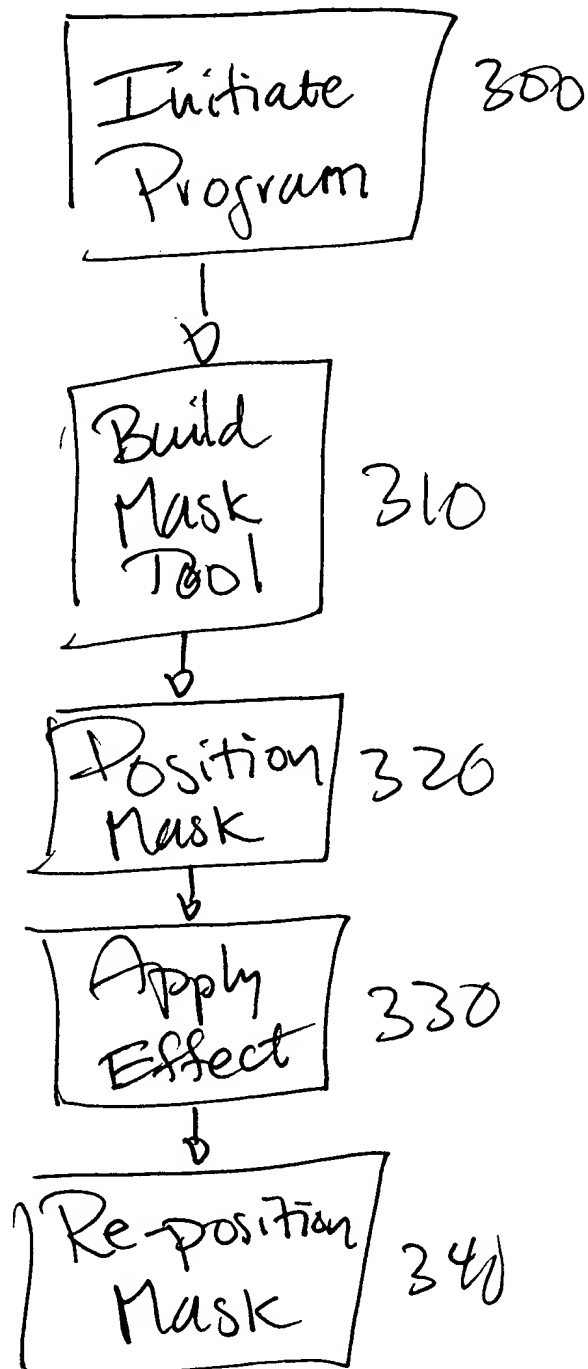 Initiate
Program
300
Build
Mask
Tool
310
Position
Mask
320
Apply
Effect
330
Re-position
Mask
340